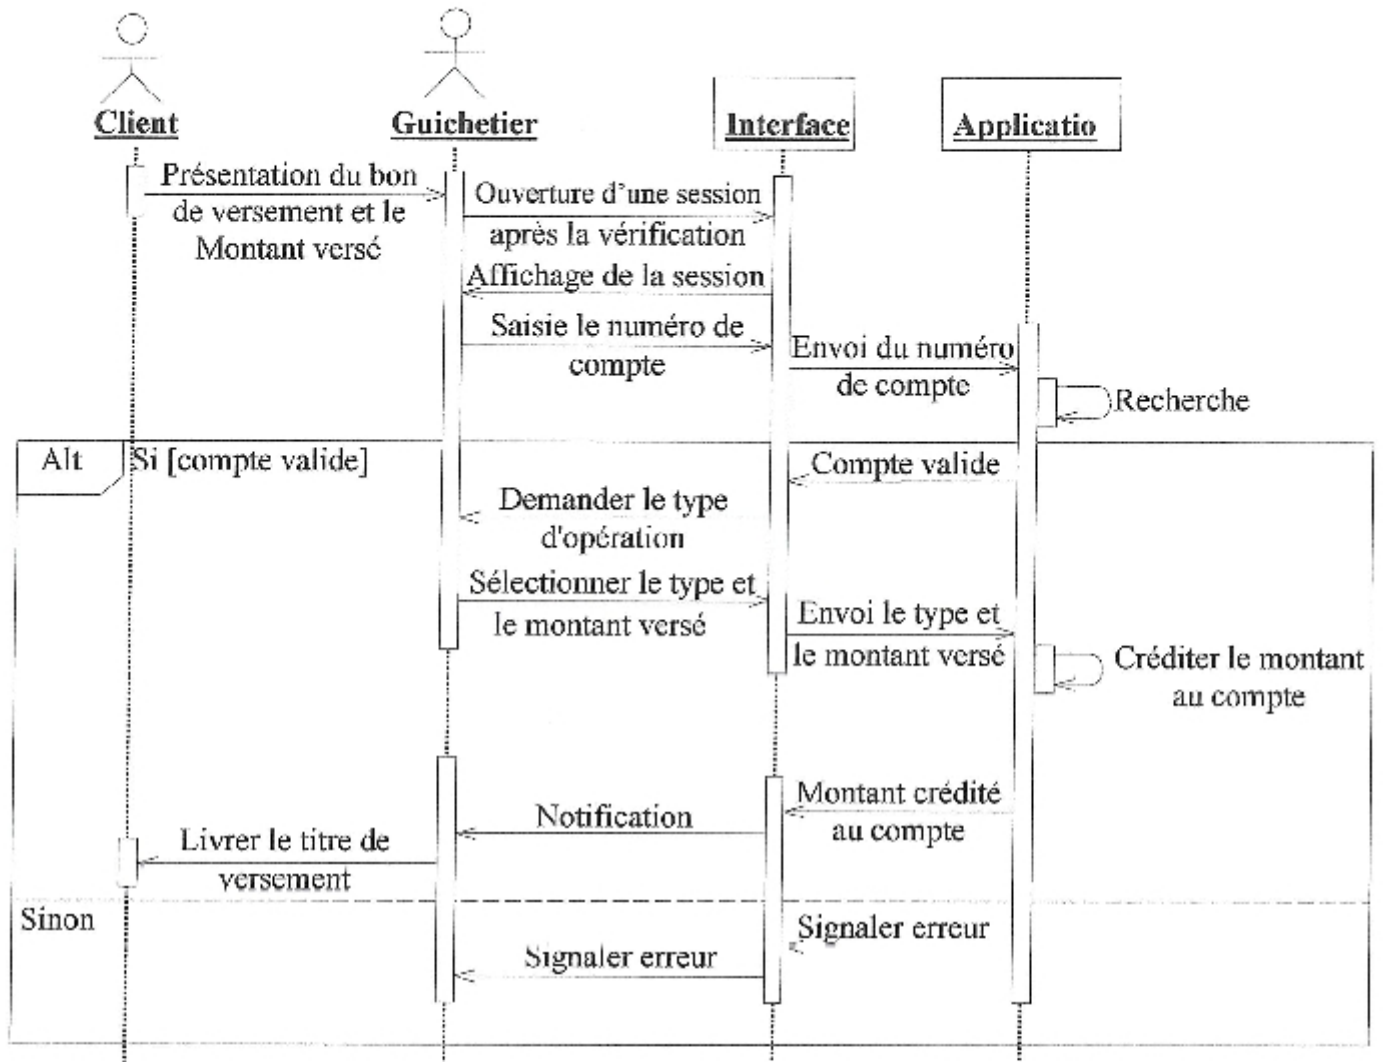 Client
Guichetier
Interface
Applicatio
Présentation du bon
de versement et le
Montant versé
Ouverture d'une session
après la vérification
Affichage de la session
Saisie le numéro de
compte
Envoi du numéro
de compte
Recherche
Alt
Si [compte valide]
Compte valide
Demander le type
d'opération
Sélectionner le type et
le montant versé
Envoi le type et
le montant versé
Créditer le montant
au compte
Montant crédité
au compte
Notification
Livrer le titre de
versement
Sinon
Signaler erreur
Signaler erreur